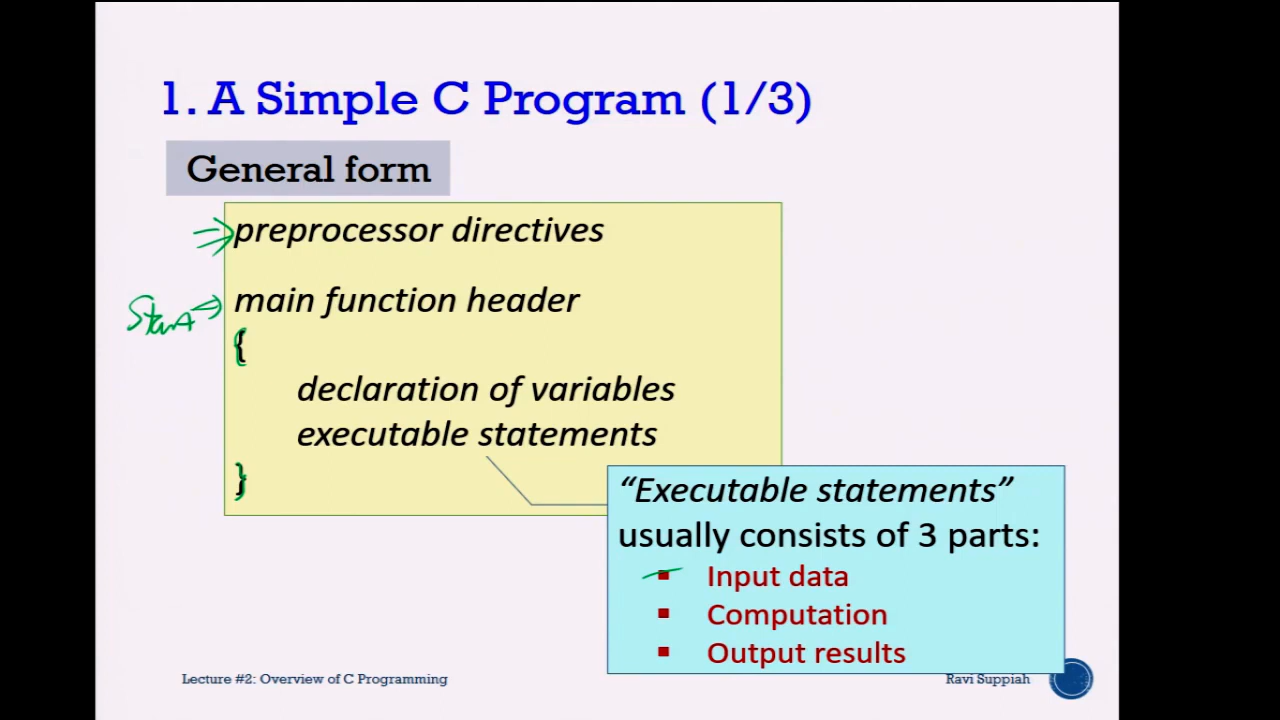 1. A Simple C Program (1/3)
General form
preprocessor directives
Start
main function header
{
declaration of variables
executable statements
}
“Executable statements”
usually consists of 3 parts:
▪ Input data
▪ Computation
▪ Output results
Lecture #2: Overview of C Programming
Ravi Suppiah